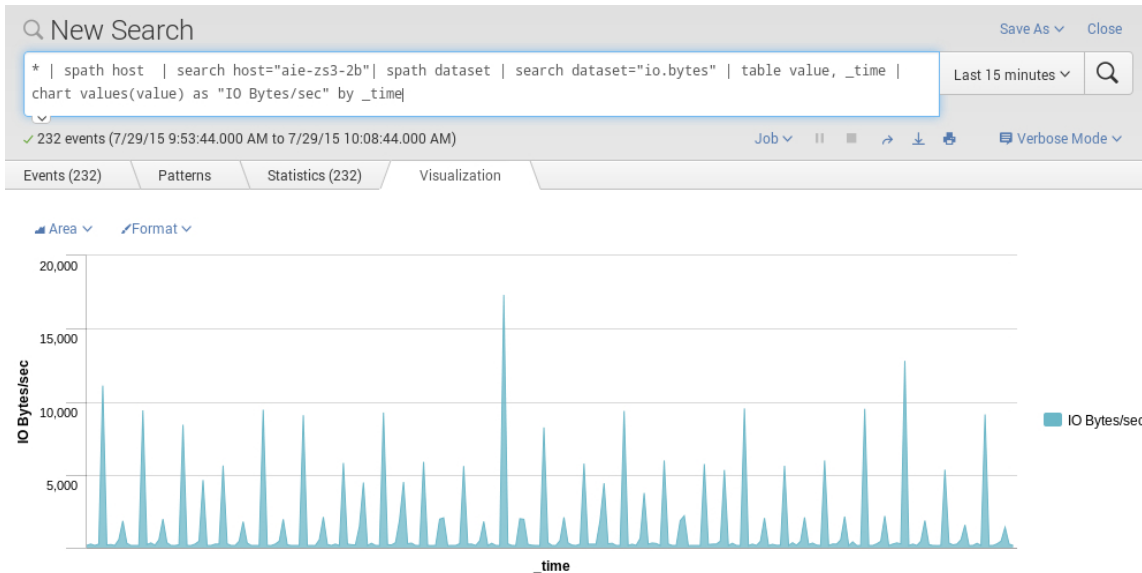 New Search
Save As
Close
* | spath host  | search host="aie-zs3-2b"| spath dataset | search dataset="io.bytes" | table value, _time |
chart values(value) as "IO Bytes/sec" by _time
Last 15 minutes
232 events (7/29/15 9:53:44.000 AM to 7/29/15 10:08:44.000 AM)
Job
Verbose Mode
Events (232)
Patterns
Statistics (232)
Visualization
Area
Format
20,000
15,000
10,000
5,000
IO Bytes/sec
_time
IO Bytes/sec